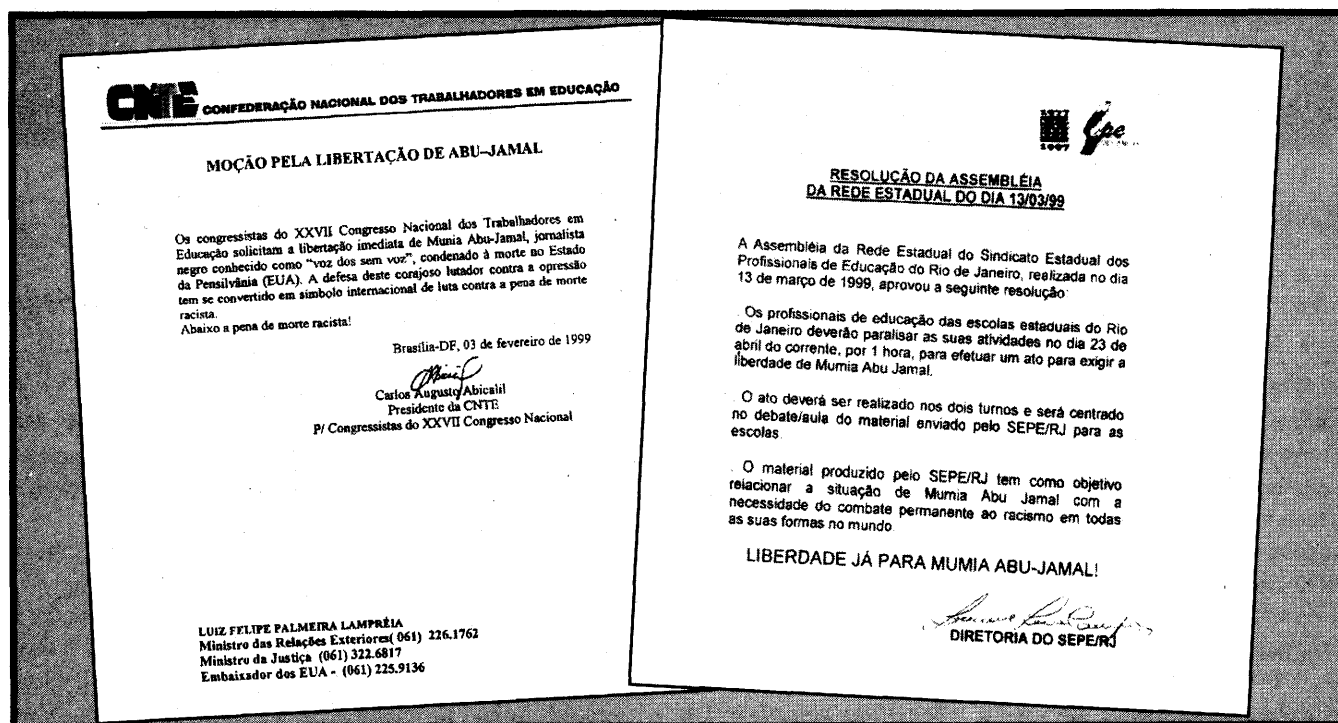 CNTE CONFEDERAÇÃO NACIONAL DOS TRABALHADORES EM EDUCAÇÃO
MOÇÃO PELA LIBERTAÇÃO DE ABU-JAMAL
Os congressistas do XXVII Congresso Nacional dos Trabalhadores em
Educação solicitam a libertação imediata de Munia Abu-Jamal, jornalista
negro conhecido como "voz dos sem voz", condenado à morte no Estado
da Pensilvânia (EUA). A defesa deste corajoso lutador contra a opressão
tem se convertido em símbolo internacional de luta contra a pena de morte
racista.
Abaixo a pena de morte racista!
Brasília-DF, 03 de fevereiro de 1999
Carlos Augusto Abicalil
Presidente da CNTE
P/ Congressistas do XXVII Congresso Nacional
LUIZ FELIPE PALMEIRA LAMPRÉIA
Ministro das Relações Exteriores( 061) 226.1762
Ministro da Justiça (061) 322.6817
Embaixador dos EUA - (061) 225.9136
1997
RESOLUÇÃO DA ASSEMBLÉIA
DA REDE ESTADUAL DO DIA 13/03/99
A Assembléia da Rede Estadual do Sindicato Estadual dos
Profissionais de Educação do Rio de Janeiro, realizada no dia
13 de março de 1999, aprovou a seguinte resolução:
. Os profissionais de educação das escolas estaduais do Rio
de Janeiro deverão paralisar as suas atividades no dia 23 de
abril do corrente, por 1 hora, para efetuar um ato para exigir a
liberdade de Mumia Abu Jamal.
. O ato deverá ser realizado nos dois turnos e será centrado
no debate/aula do material enviado pelo SEPE/RJ para as
escolas.
. O material produzido pelo SEPE/RJ tem como objetivo
relacionar a situação de Mumia Abu Jamal com a
necessidade do combate permanente ao racismo em todas
as suas formas no mundo.
LIBERDADE JÁ PARA MUMIA ABU-JAMAL!
DIRETORIA DO SEPE/RJ